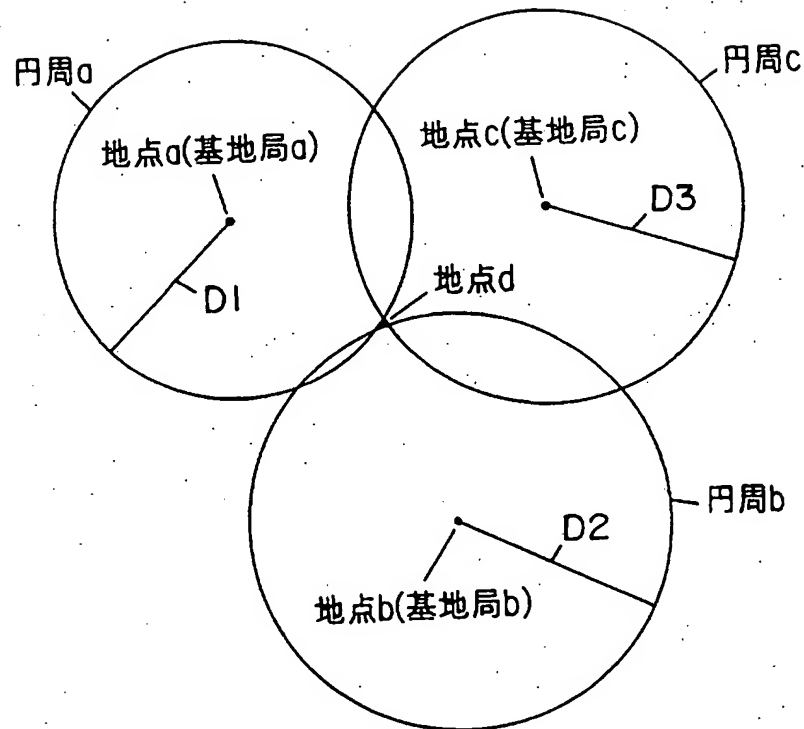 円周a
円周c
地点a(基地局a)
地点c(基地局c)
D3
地点d
D1
円周b
D2
地点b(基地局b)